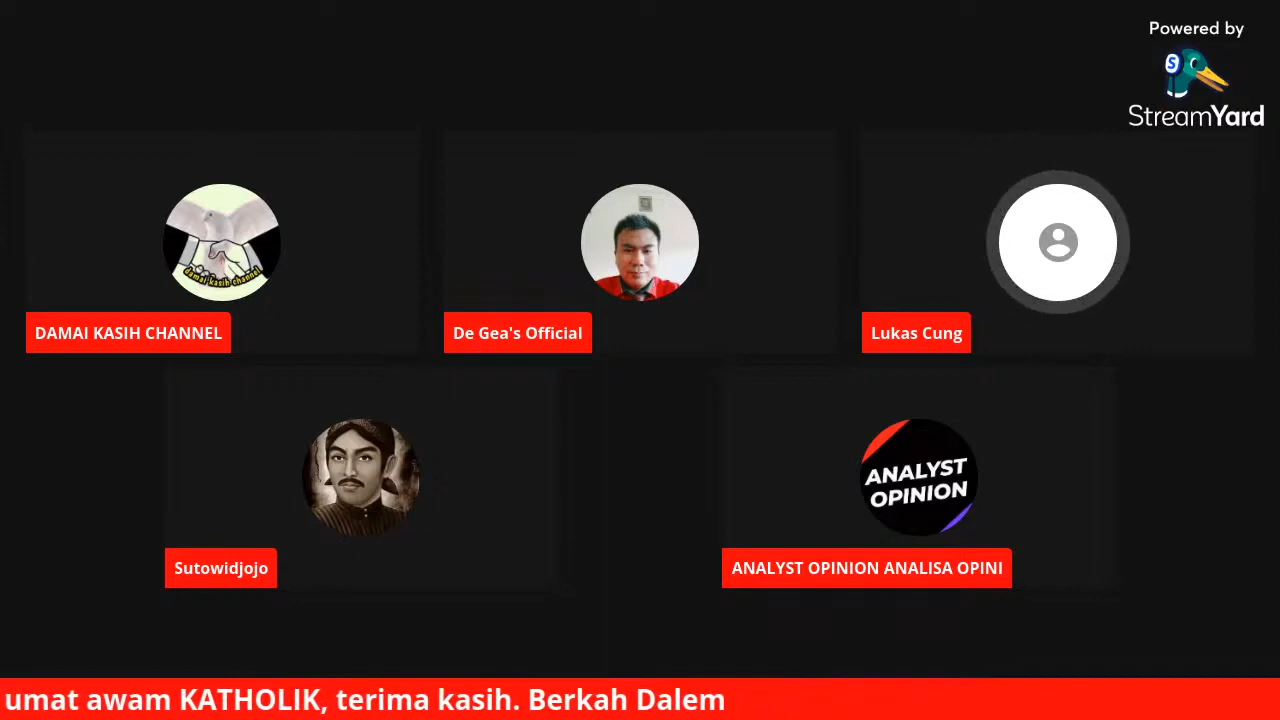 Powered by
StreamYard
damai kasih channel
DAMAI KASIH CHANNEL
De Gea's Official
Lukas Cung
ANALYST
OPINION
Sutowidjojo
ANALYST OPINION ANALISA OPINI
umat awam KATHOLIK, terima kasih. Berkah Dalem